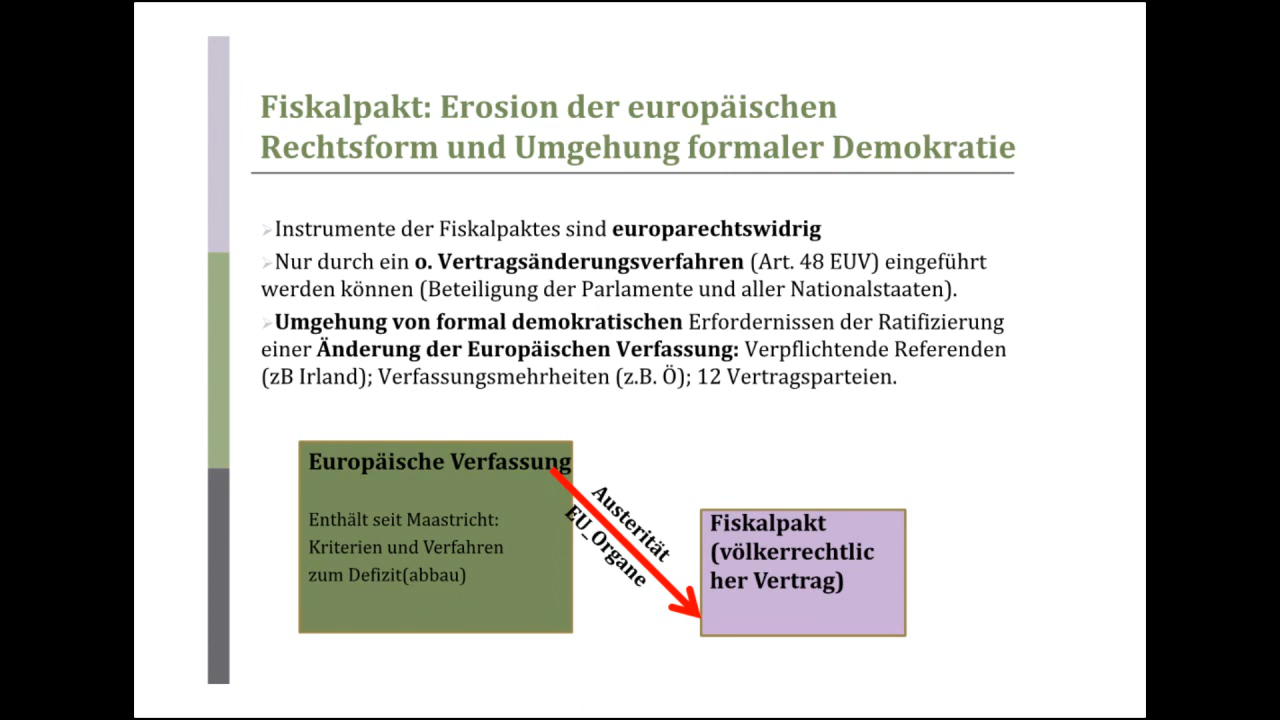 Fiskalpakt: Erosion der europäischen
Rechtsform und Umgehung formaler Demokratie
➢Instrumente der Fiskalpaktes sind europarechtswidrig
➢Nur durch ein o. Vertragsänderungsverfahren (Art. 48 EUV) eingeführt
werden können (Beteiligung der Parlamente und aller Nationalstaaten).
➢Umgehung von formal demokratischen Erfordernissen der Ratifizierung
einer Änderung der Europäischen Verfassung: Verpflichtende Referenden
(zB Irland); Verfassungsmehrheiten (z.B. Ö); 12 Vertragsparteien.
Europäische Verfassung
Enthält seit Maastricht:
Kriterien und Verfahren
zum Defizit(abbau)
Austerität
EU_Organe
Fiskalpakt
(völkerrechtlic
her Vertrag)